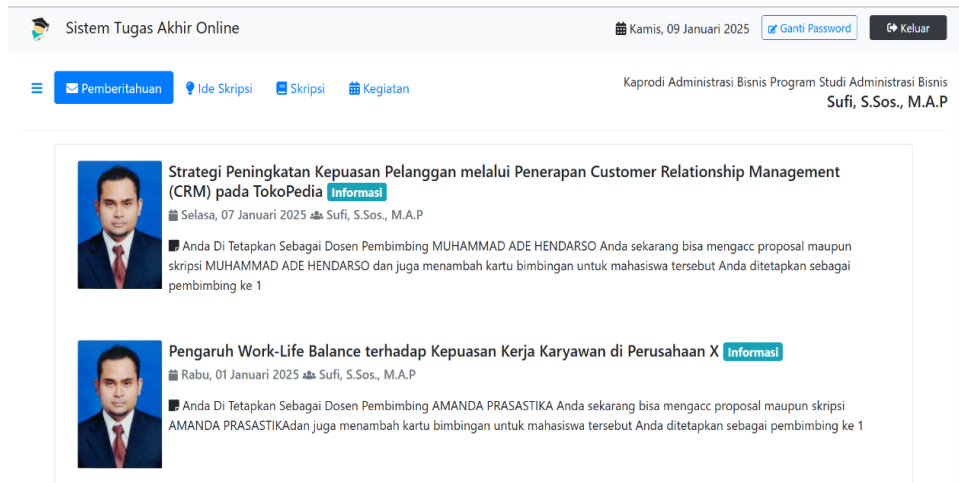 Sistem Tugas Akhir Online
Kamis, 09 Januari 2025
Ganti Password
Keluar
Pemberitahuan
Ide Skripsi
Skripsi
Kegiatan
Kaprodi Administrasi Bisnis Program Studi Administrasi Bisnis
Sufi, S.Sos., M.A.P
Strategi Peningkatan Kepuasan Pelanggan melalui Penerapan Customer Relationship Management
(CRM) pada TokoPedia Informasi
Selasa, 07 Januari 2025 Sufi, S.Sos., M.A.P
Anda Di Tetapkan Sebagai Dosen Pembimbing MUHAMMAD ADE HENDARSO Anda sekarang bisa mengacc proposal maupun
skripsi MUHAMMAD ADE HENDARSO dan juga menambah kartu bimbingan untuk mahasiswa tersebut Anda ditetapkan sebagai
pembimbing ke 1
Pengaruh Work-Life Balance terhadap Kepuasan Kerja Karyawan di Perusahaan X Informasi
Rabu, 01 Januari 2025 Sufi, S.Sos., M.A.P
Anda Di Tetapkan Sebagai Dosen Pembimbing AMANDA PRASASTIKA Anda sekarang bisa mengacc proposal maupun skripsi
AMANDA PRASASTIKAdan juga menambah kartu bimbingan untuk mahasiswa tersebut Anda ditetapkan sebagai pembimbing ke 1